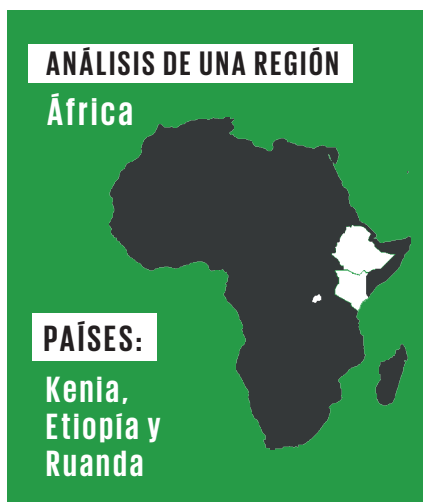 ANÁLISIS DE UNA REGIÓN
África
PAÍSES:
Kenia,
Etiopía y
Ruanda